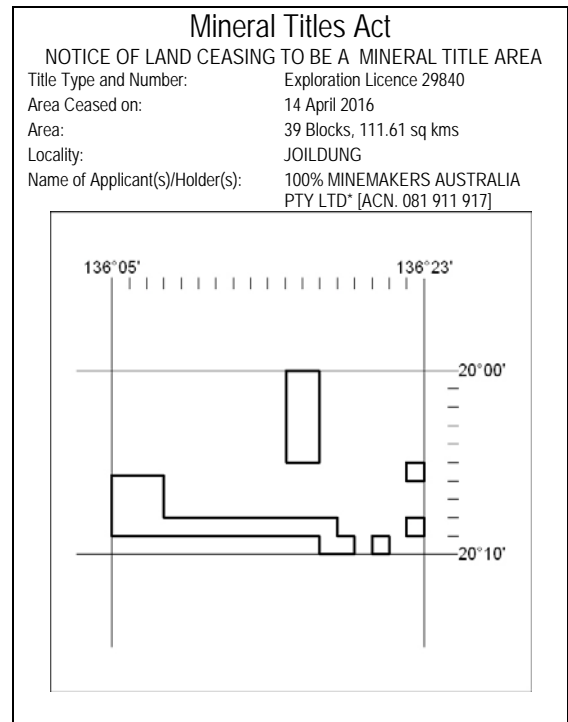 Mineral Titles Act
NOTICE OF LAND CEASING TO BE A MINERAL TITLE AREA
Title Type and Number: Exploration Licence 29840
Area Ceased on: 14 April 2016
Area: 39 Blocks, 111.61 sq kms
Locality: JOILDUNG
Name of Applicant(s)/Holder(s): 100% MINEMAKERS AUSTRALIA
PTY LTD* [ACN. 081 911 917]
136°05' 136°23'
20°00'
20°10'